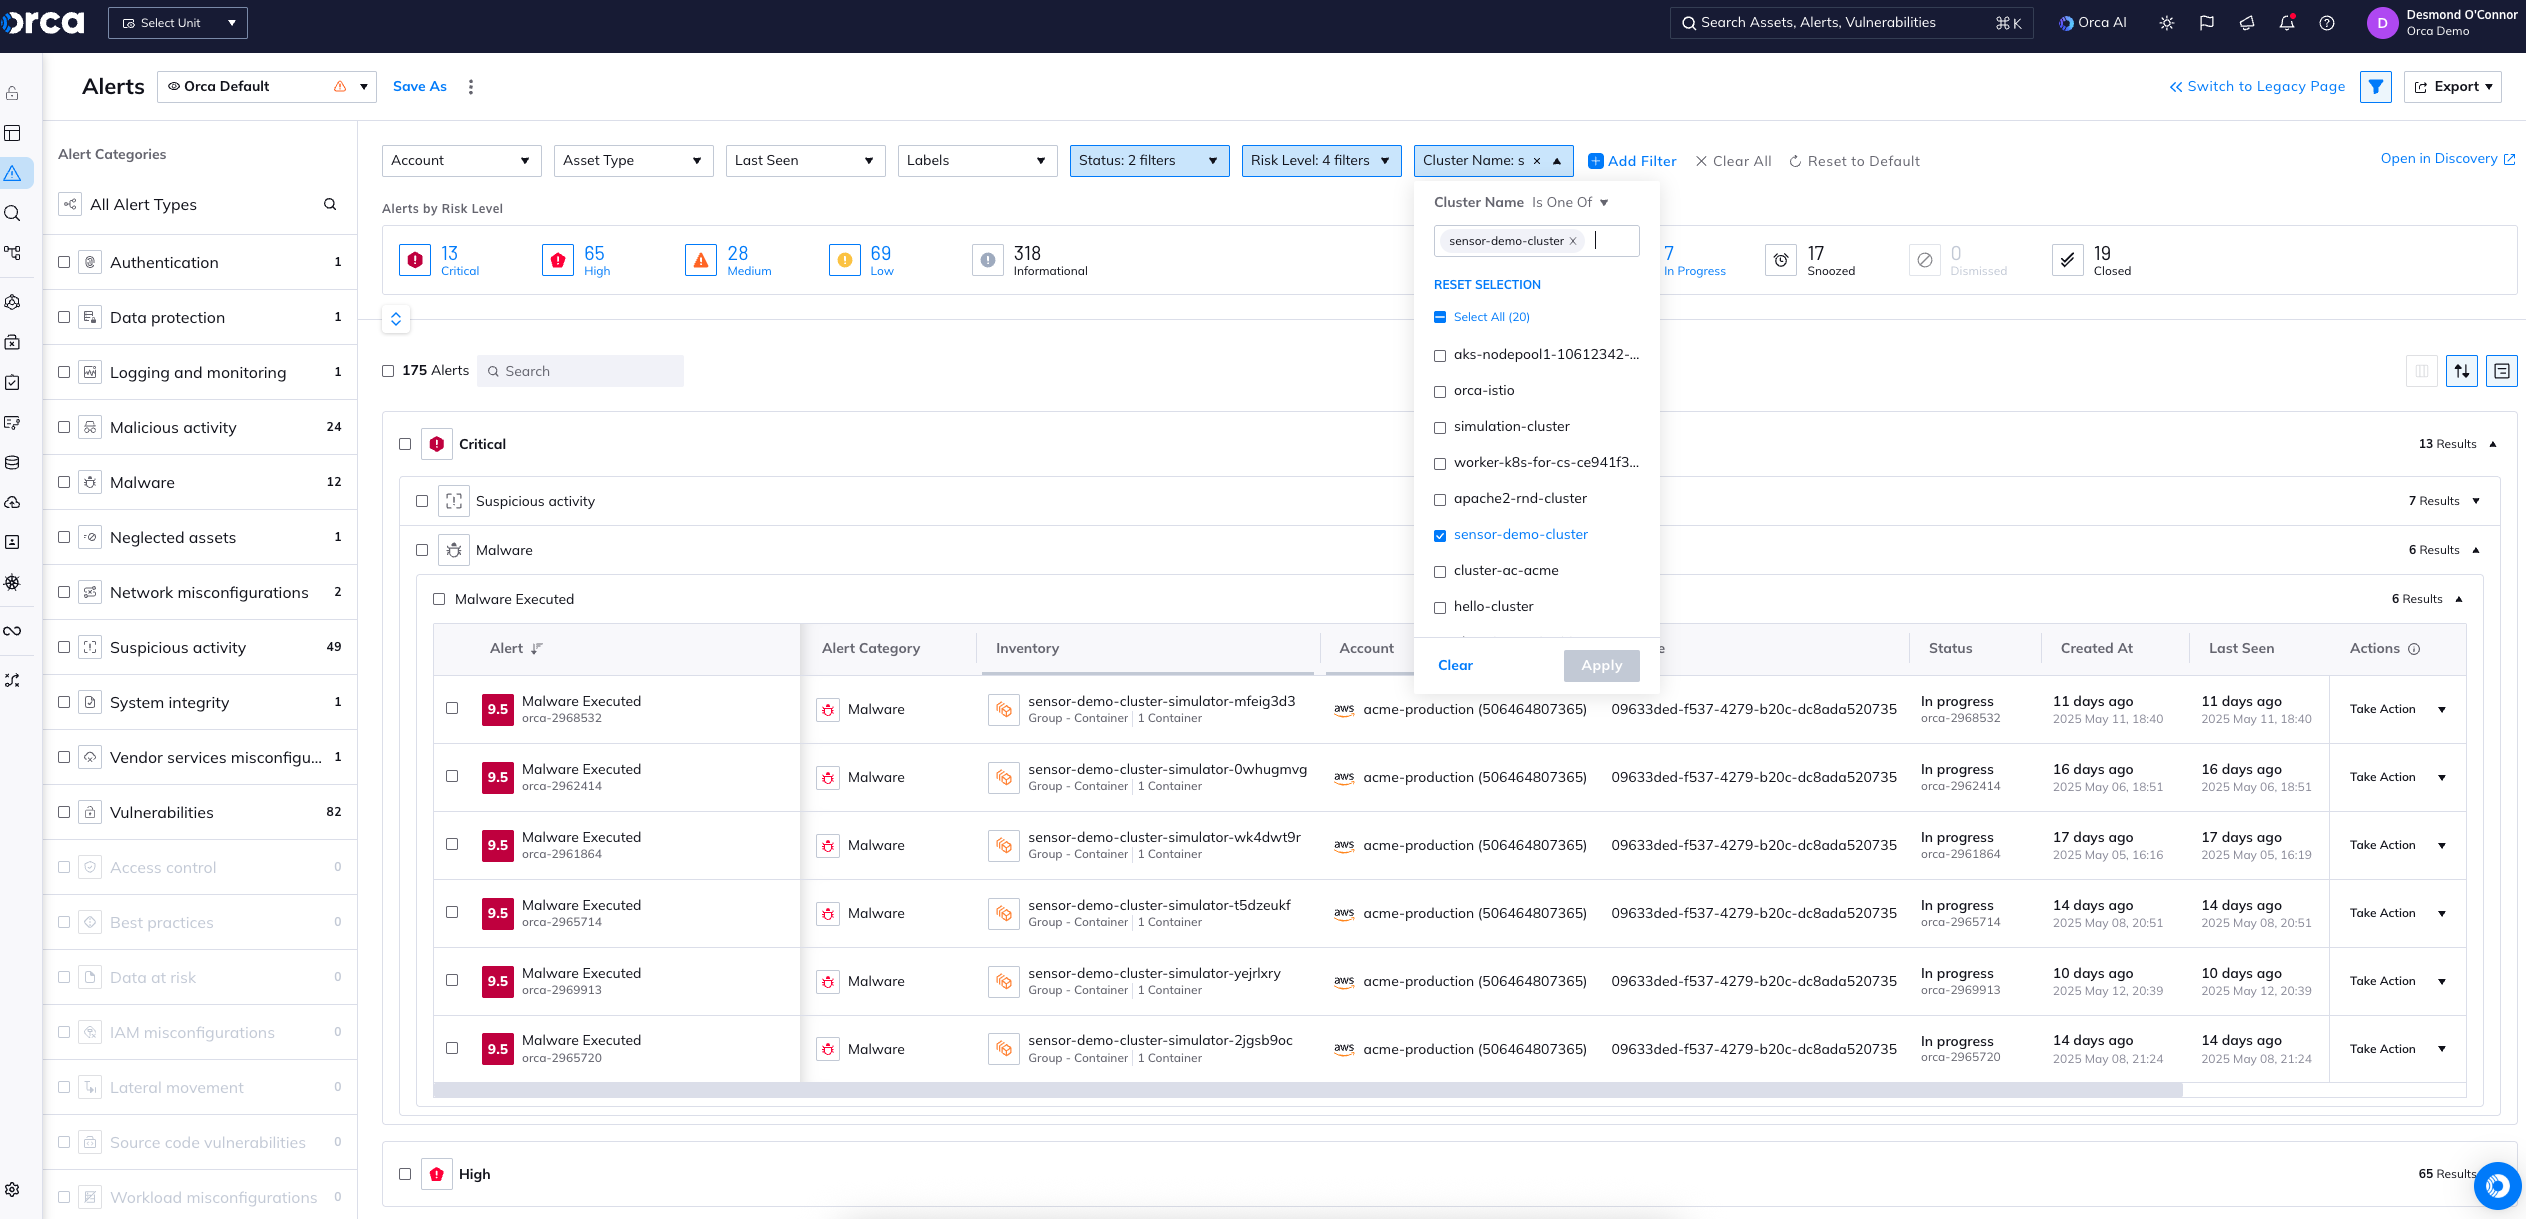 orca
Select Unit
Search Assets, Alerts, Vulnerabilities
⌘K
Orca AI
D
Desmond O'Connor
Orca Demo
Alerts
Orca Default
Save As
Switch to Legacy Page
Export
Alert Categories
All Alert Types
Authentication 1
Data protection 1
Logging and monitoring 1
Malicious activity 24
Malware 12
Neglected assets 1
Network misconfigurations 2
Suspicious activity 49
System integrity 1
Vendor services misconfigu... 1
Vulnerabilities 82
Access control 0
Best practices 0
Data at risk 0
IAM misconfigurations 0
Lateral movement 0
Source code vulnerabilities 0
Workload misconfigurations 0
Account
Asset Type
Last Seen
Labels
Status: 2 filters
Risk Level: 4 filters
Cluster Name: s ×
Add Filter
Clear All
Reset to Default
Open in Discovery
Alerts by Risk Level
13
Critical
65
High
28
Medium
69
Low
318
Informational
7
In Progress
17
Snoozed
0
Dismissed
19
Closed
Cluster Name Is One Of
sensor-demo-cluster
RESET SELECTION
Select All (20)
aks-nodepool1-10612342-...
orca-istio
simulation-cluster
worker-k8s-for-cs-ce941f3...
apache2-rnd-cluster
sensor-demo-cluster
cluster-ac-acme
hello-cluster
Clear
Apply
175 Alerts
Search
Critical
13 Results
Suspicious activity
7 Results
Malware
6 Results
Malware Executed
6 Results
Alert Alert Category Inventory Account e Status Created At Last Seen Actions
9.5 Malware Executed Malware sensor-demo-cluster-simulator-mfeig3d3 aws acme-production (506464807365) 09633ded-f537-4279-b20c-dc8ada520735 In progress 11 days ago 11 days ago Take Action
orca-2968532 Group - Container 1 Container orca-2968532 2025 May 11, 18:40 2025 May 11, 18:40
9.5 Malware Executed Malware sensor-demo-cluster-simulator-0whugmvg aws acme-production (506464807365) 09633ded-f537-4279-b20c-dc8ada520735 In progress 16 days ago 16 days ago Take Action
orca-2962414 Group - Container 1 Container orca-2962414 2025 May 06, 18:51 2025 May 06, 18:51
9.5 Malware Executed Malware sensor-demo-cluster-simulator-wk4dwt9r aws acme-production (506464807365) 09633ded-f537-4279-b20c-dc8ada520735 In progress 17 days ago 17 days ago Take Action
orca-2961864 Group - Container 1 Container orca-2961864 2025 May 05, 16:16 2025 May 05, 16:19
9.5 Malware Executed Malware sensor-demo-cluster-simulator-t5dzeukf aws acme-production (506464807365) 09633ded-f537-4279-b20c-dc8ada520735 In progress 14 days ago 14 days ago Take Action
orca-2965714 Group - Container 1 Container orca-2965714 2025 May 08, 20:51 2025 May 08, 20:51
9.5 Malware Executed Malware sensor-demo-cluster-simulator-yejrlxry aws acme-production (506464807365) 09633ded-f537-4279-b20c-dc8ada520735 In progress 10 days ago 10 days ago Take Action
orca-2969913 Group - Container 1 Container orca-2969913 2025 May 12, 20:39 2025 May 12, 20:39
9.5 Malware Executed Malware sensor-demo-cluster-simulator-2jgsb9oc aws acme-production (506464807365) 09633ded-f537-4279-b20c-dc8ada520735 In progress 14 days ago 14 days ago Take Action
orca-2965720 Group - Container 1 Container orca-2965720 2025 May 08, 21:24 2025 May 08, 21:24
High
65 Results